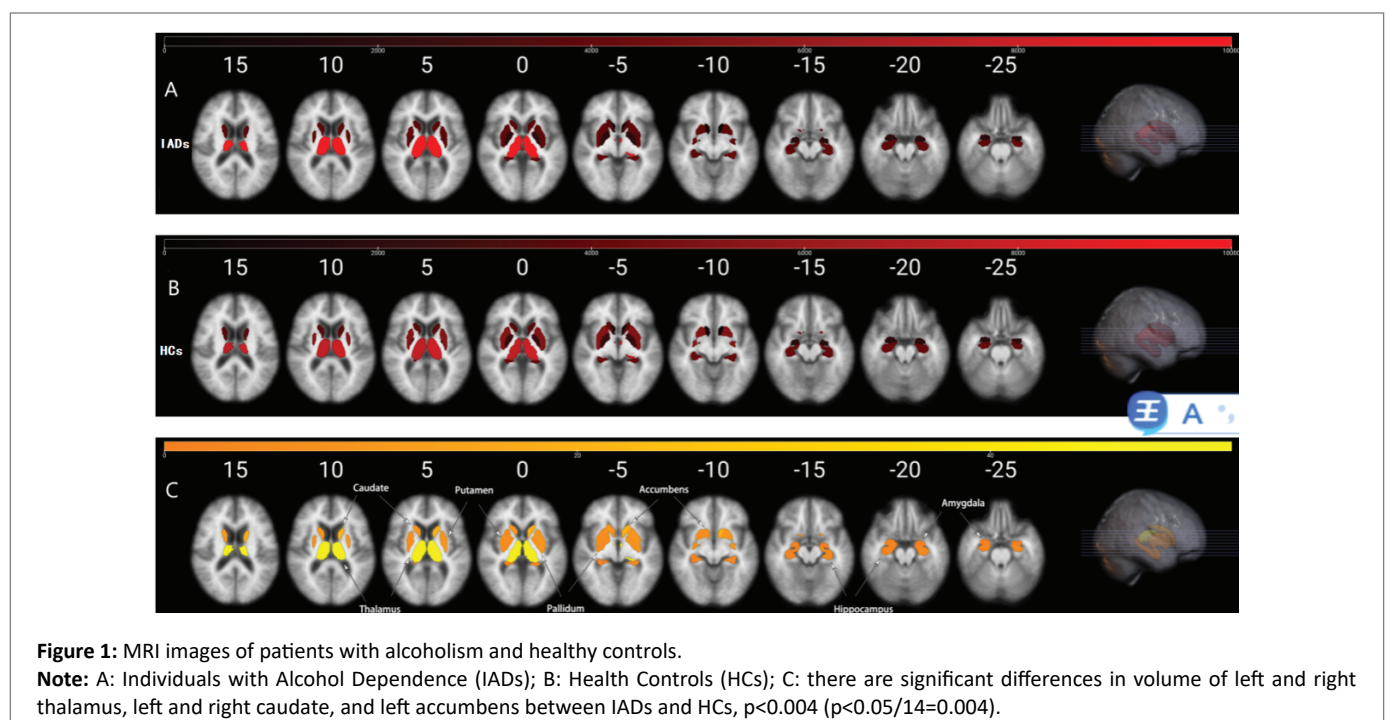 0 2000 4000 6000 8000 10000
15 10 5 0 -5 -10 -15 -20 -25
A
IADs
0 2000 4000 6000 8000 10000
15 10 5 0 -5 -10 -15 -20 -25
B
HCs
王 A
0 20 40
15 10 5 0 -5 -10 -15 -20 -25
C
Caudate Putamen Accumbens Amygdala
Thalamus Pallidum Hippocampus
Figure 1: MRI images of patients with alcoholism and healthy controls.
Note: A: Individuals with Alcohol Dependence (IADs); B: Health Controls (HCs); C: there are significant differences in volume of left and right
thalamus, left and right caudate, and left accumbens between IADs and HCs, p<0.004 (p<0.05/14=0.004).